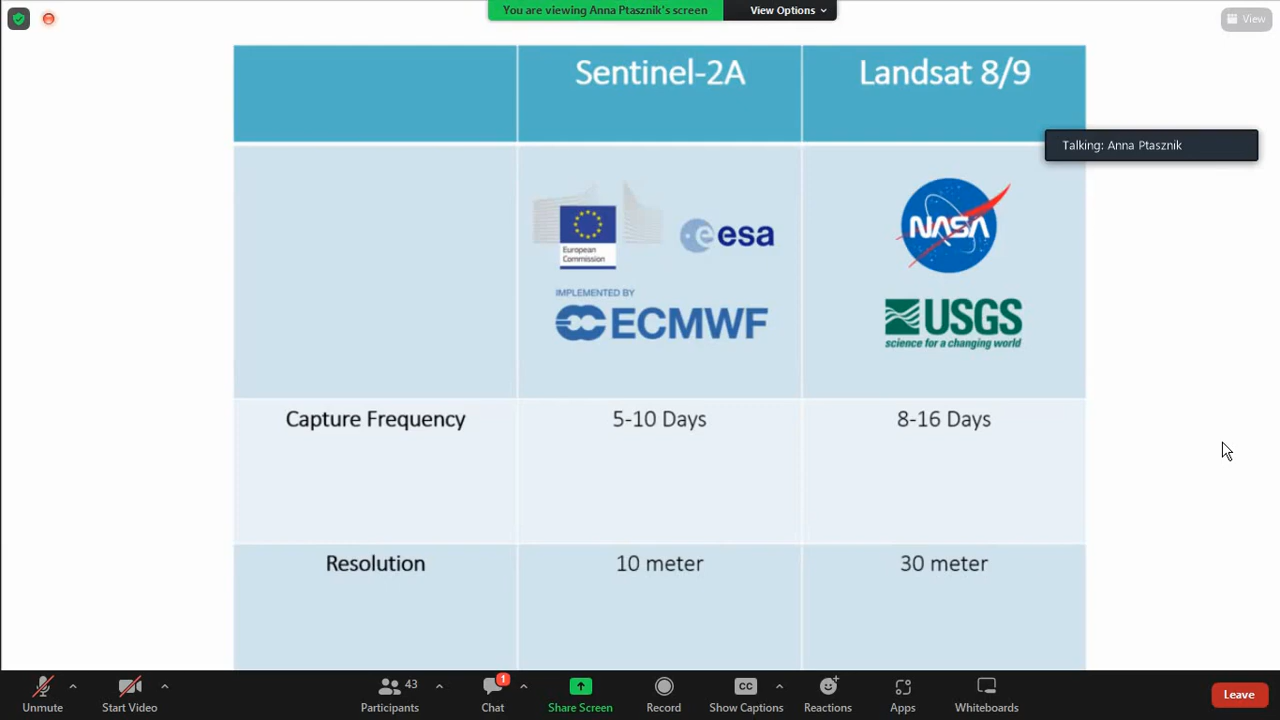 You are viewing Anna Ptasznik's screen
View Options
View
Sentinel-2A
Landsat 8/9
Talking: Anna Ptasznik
European
Commission
esa
NASA
IMPLEMENTED BY
ECMWF
USGS
science for a changing world
Capture Frequency
5-10 Days
8-16 Days
Resolution
10 meter
30 meter
43
1
CC
Unmute
Start Video
Participants
Chat
Share Screen
Record
Show Captions
Reactions
Apps
Whiteboards
Leave